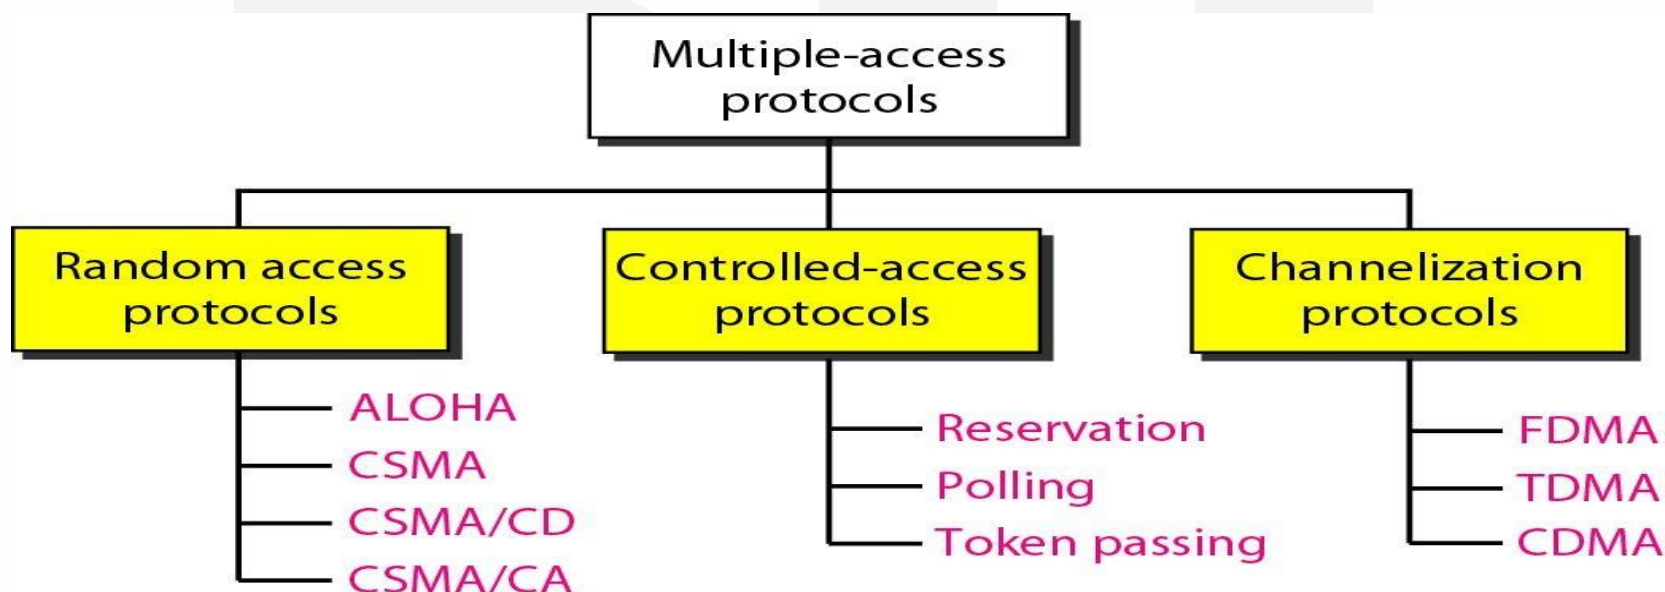 Multiple-access
protocols
Random access
protocols
ALOHA
CSMA
CSMA/CD
CSMA/CA
Controlled-access
protocols
Reservation
Polling
Token passing
Channelization
protocols
FDMA
TDMA
CDMA